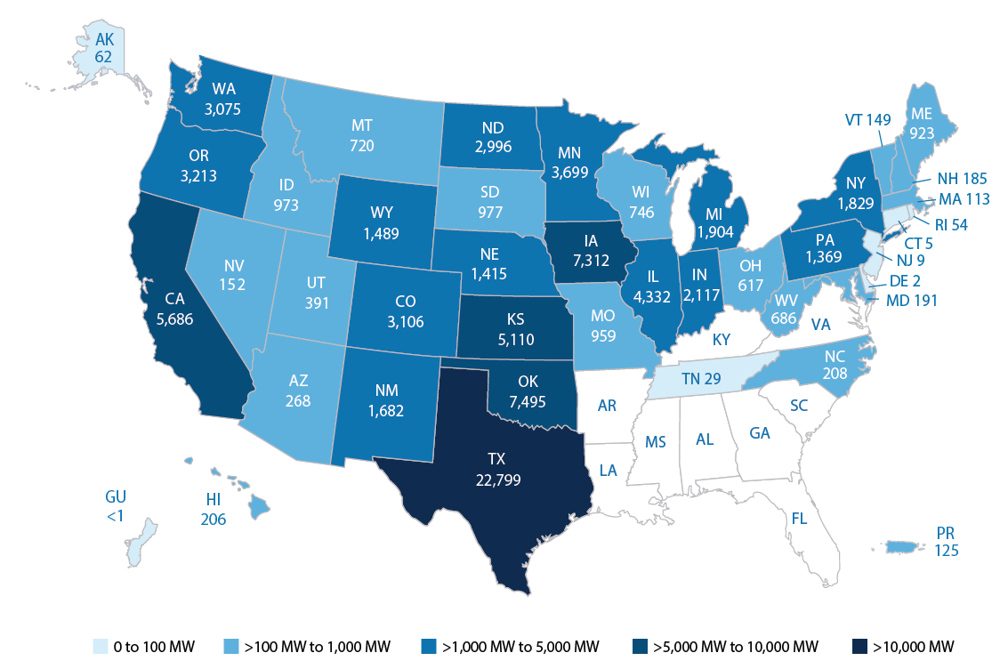 AK
62
WA
3,075
OR
3,213
CA
5,686
NV
152
ID
973
MT
720
WY
1,489
UT
391
AZ
268
CO
3,106
NM
1,682
ND
2,996
SD
977
NE
1,415
KS
5,110
OK
7,495
TX
22,799
MN
3,699
IA
7,312
MO
959
AR
LA
WI
746
IL
4,332
MI
1,904
IN
2,117
OH
617
KY
TN 29
MS
AL
GA
FL
SC
NC
208
VA
WV
686
PA
1,369
NY
1,829
VT 149
ME
923
NH 185
MA 113
RI 54
CT 5
NJ 9
DE 2
MD 191
GU
<1
HI
206
PR
125
0 to 100 MW
>100 MW to 1,000 MW
>1,000 MW to 5,000 MW
>5,000 MW to 10,000 MW
>10,000 MW